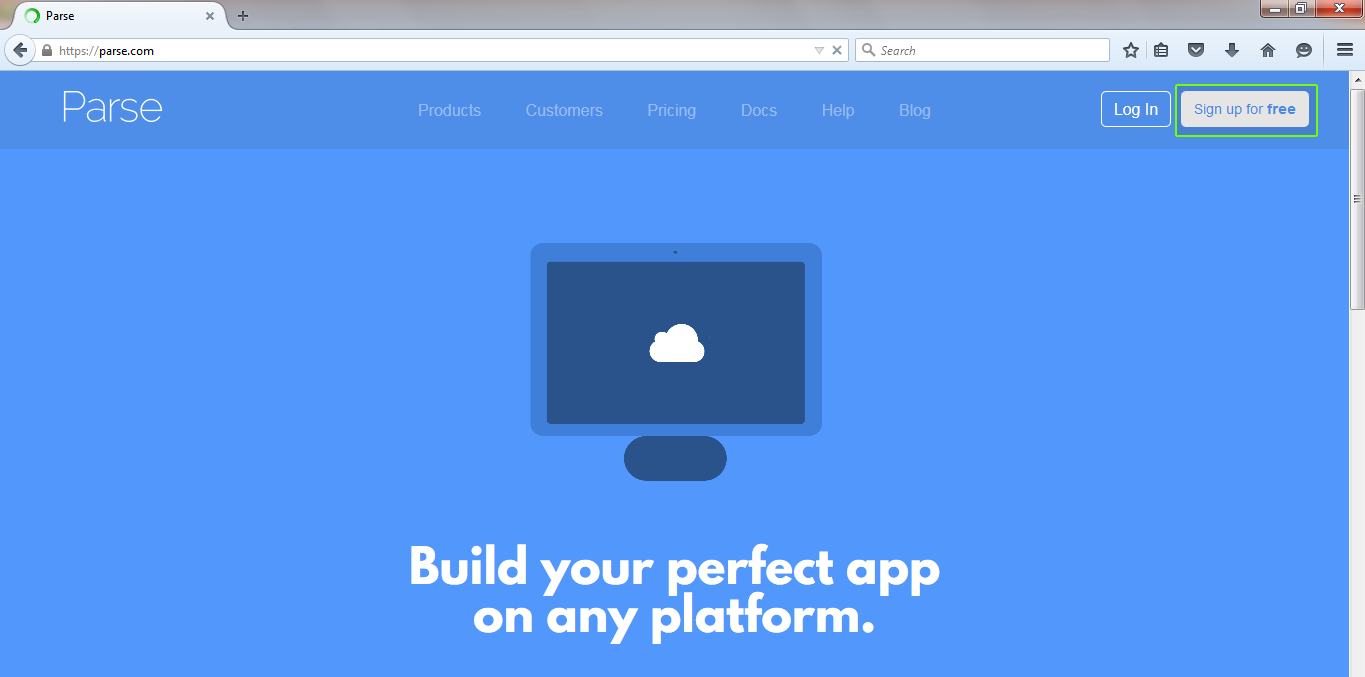 Parse
https://parse.com
Search
Parse
Products
Customers
Pricing
Docs
Help
Blog
Log In
Sign up for free
Build your perfect app
on any platform.